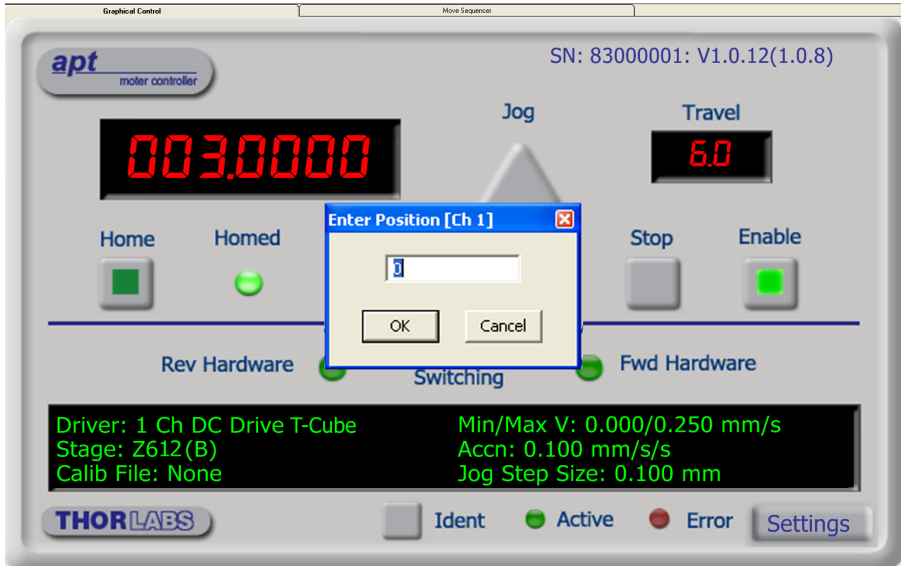 Graphical Control
Move Sequencer
apt
moter controller
SN: 83000001: V1.0.12(1.0.8)
Jog
Travel
003.0000
6.0
Enter Position [Ch 1]
0
OK
Cancel
Home
Homed
Stop
Enable
Rev Hardware
Switching
Fwd Hardware
Driver: 1 Ch DC Drive T-Cube
Stage: Z612(B)
Calib File: None
Min/Max V: 0.000/0.250 mm/s
Accn: 0.100 mm/s/s
Jog Step Size: 0.100 mm
THORLABS
Ident
Active
Error
Settings